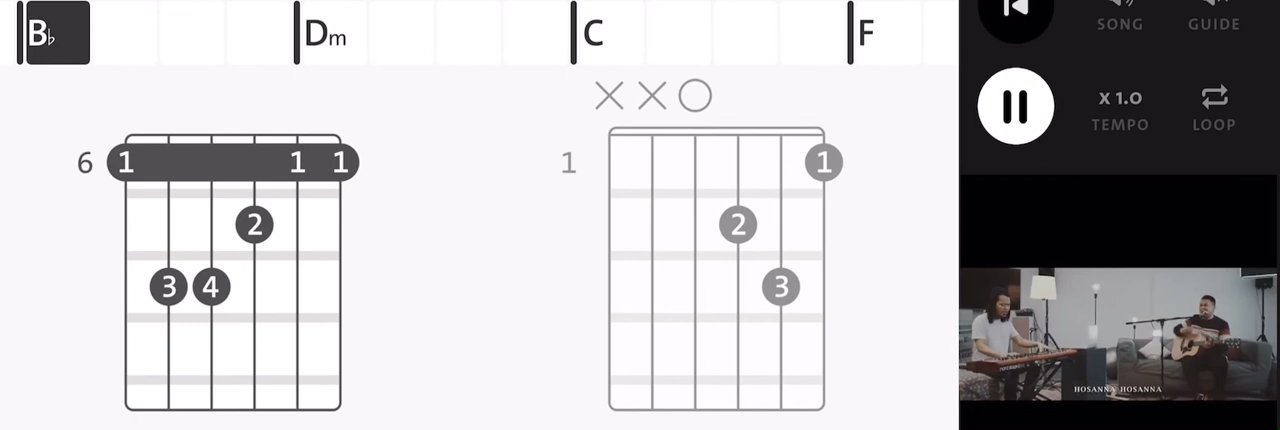 B♭ Dm C F
SONG GUIDE
X 1.0
TEMPO LOOP
6 1 1 1
2
3 4
1 1
2
3
HOSANNA HOSANNA